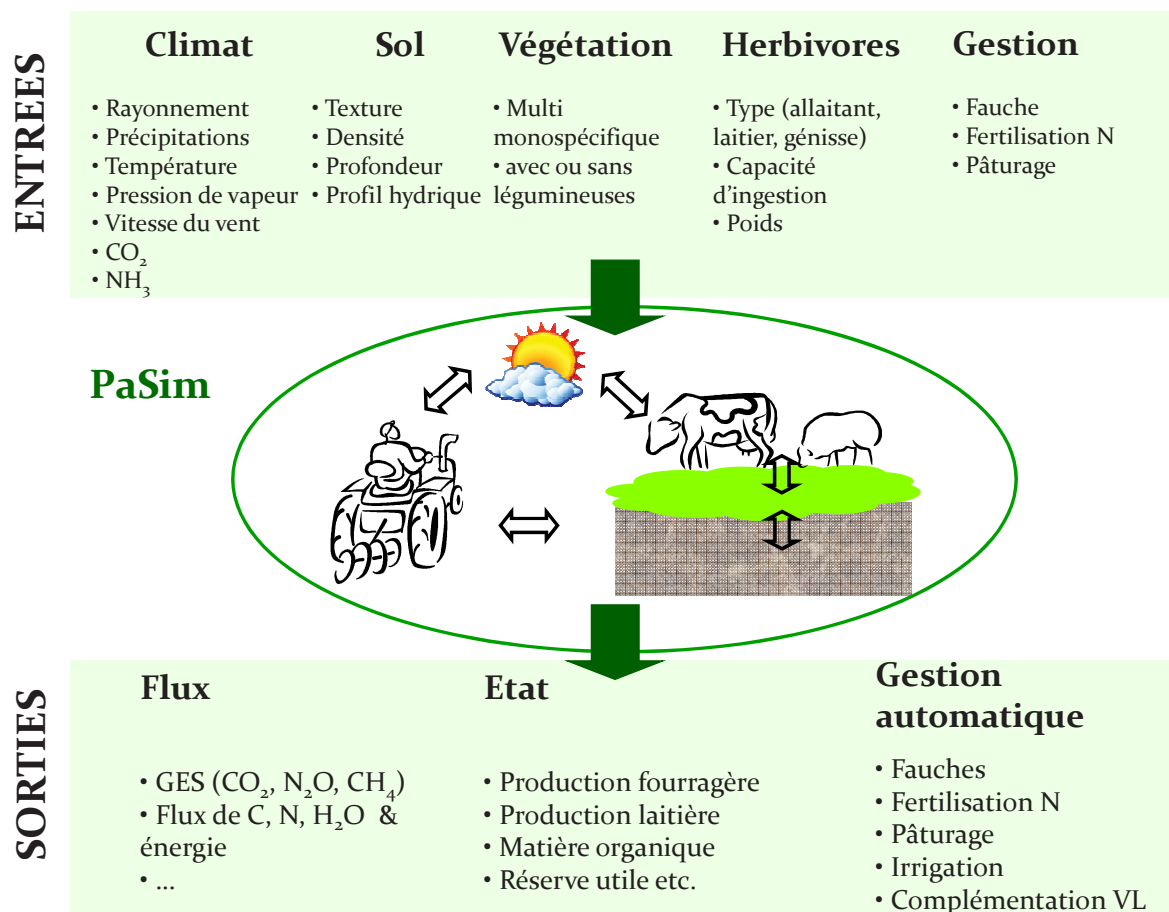 ENTREES
Climat
• Rayonnement
• Précipitations
• Température
• Pression de vapeur
• Vitesse du vent
• CO₂
• NH₃
Sol
• Texture
• Densité
• Profondeur
• Profil hydrique
Végétation
• Multi
monospécifique
• avec ou sans
légumineuses
Herbivores
• Type (allaitant,
laitier, génisse)
• Capacité
d'ingestion
• Poids
Gestion
• Fauche
• Fertilisation N
• Pâturage
PaSim
SORTIES
Flux
• GES (CO₂, N₂O, CH₄)
• Flux de C, N, H₂O &
énergie
• ...
Etat
• Production fourragère
• Production laitière
• Matière organique
• Réserve utile etc.
Gestion
automatique
• Fauches
• Fertilisation N
• Pâturage
• Irrigation
• Complémentation VL